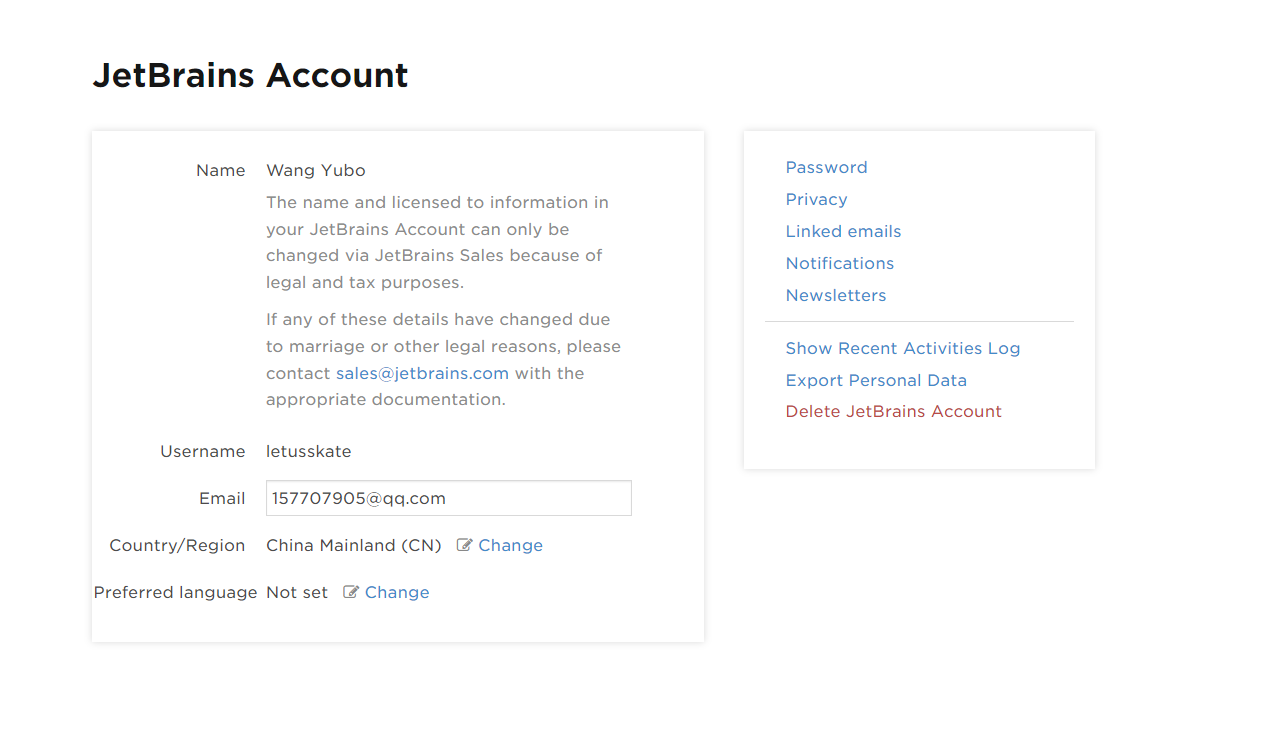 JetBrains Account
Name Wang Yubo
The name and licensed to information in
your JetBrains Account can only be
changed via JetBrains Sales because of
legal and tax purposes.
If any of these details have changed due
to marriage or other legal reasons, please
contact sales@jetbrains.com with the
appropriate documentation.
Username letusskate
Email 157707905@qq.com
Country/Region China Mainland (CN) Change
Preferred language Not set Change
Password
Privacy
Linked emails
Notifications
Newsletters
Show Recent Activities Log
Export Personal Data
Delete JetBrains Account